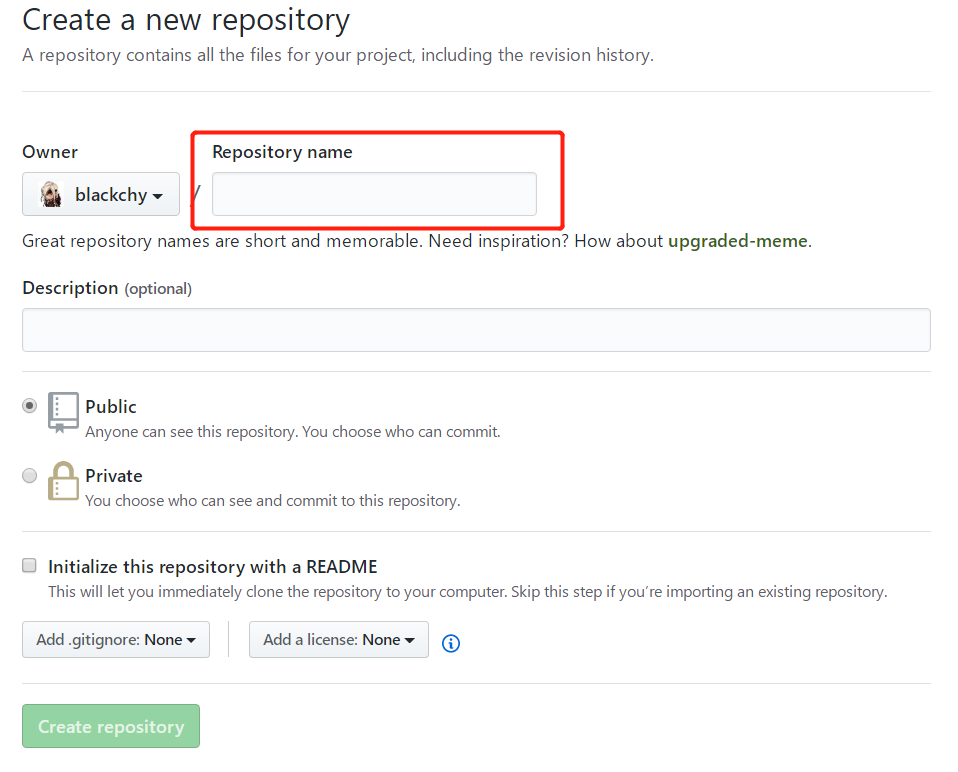 Create a new repository
A repository contains all the files for your project, including the revision history.
Owner
Repository name
blackchy
/
Great repository names are short and memorable. Need inspiration? How about upgraded-meme.
Description (optional)
Public
Anyone can see this repository. You choose who can commit.
Private
You choose who can see and commit to this repository.
Initialize this repository with a README
This will let you immediately clone the repository to your computer. Skip this step if you’re importing an existing repository.
Add .gitignore: None
Add a license: None
Create repository